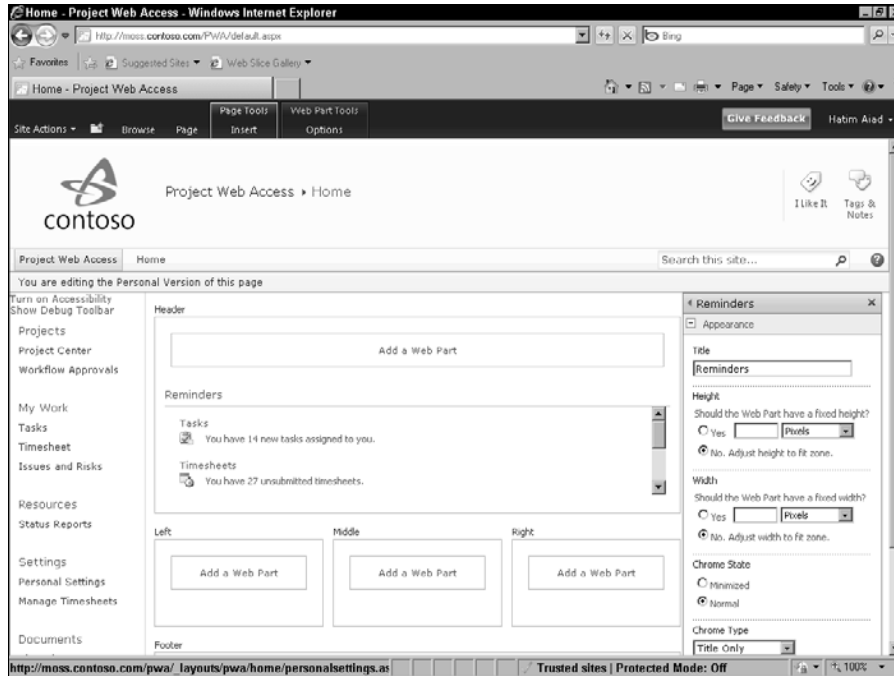 Home - Project Web Access - Windows Internet Explorer
http://moss.contoso.com/PWA/default.aspx
Bing
Favorites Suggested Sites Web Slice Gallery
Home - Project Web Access
Page Safety Tools
Page Tools Web Part Tools
Site Actions Browse Page Insert Options
Give Feedback Hatim Aiad
contoso
Project Web Access Home
I Like It Tags &
Notes
Project Web Access Home
Search this site...
You are editing the Personal Version of this page
Turn on Accessibility
Show Debug Toolbar
Projects
Project Center
Workflow Approvals
My Work
Tasks
Timesheet
Issues and Risks
Resources
Status Reports
Settings
Personal Settings
Manage Timesheets
Documents
Header
Add a Web Part
Reminders
Tasks
You have 14 new tasks assigned to you.
Timesheets
You have 27 unsubmitted timesheets.
Left Middle Right
Add a Web Part Add a Web Part Add a Web Part
Footer
Reminders
Appearance
Title
Reminders
Height
Should the Web Part have a fixed height?
Yes Pixels
No. Adjust height to fit zone.
Width
Should the Web Part have a fixed width?
Yes Pixels
No. Adjust width to fit zone.
Chrome State
Minimized
Normal
Chrome Type
Title Only
http://moss.contoso.com/pwa/_layouts/pwa/home/personalsettings.as
Trusted sites | Protected Mode: Off
100%